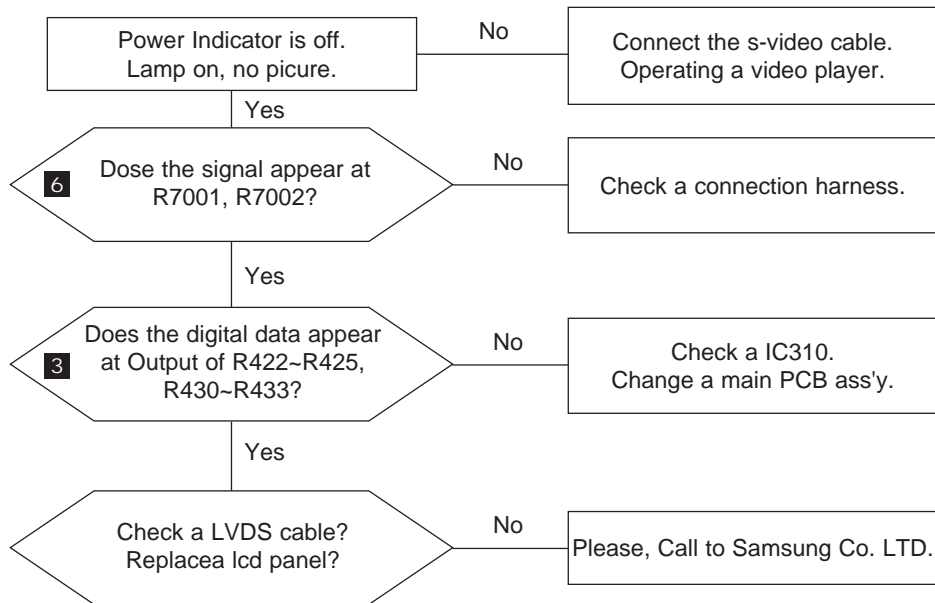 Power Indicator is off.
Lamp on, no picure.
No
Connect the s-video cable.
Operating a video player.
Yes
6
Dose the signal appear at
R7001, R7002?
No
Check a connection harness.
Yes
3
Does the digital data appear
at Output of R422~R425,
R430~R433?
No
Check a IC310.
Change a main PCB ass'y.
Yes
Check a LVDS cable?
Replacea lcd panel?
No
Please, Call to Samsung Co. LTD.